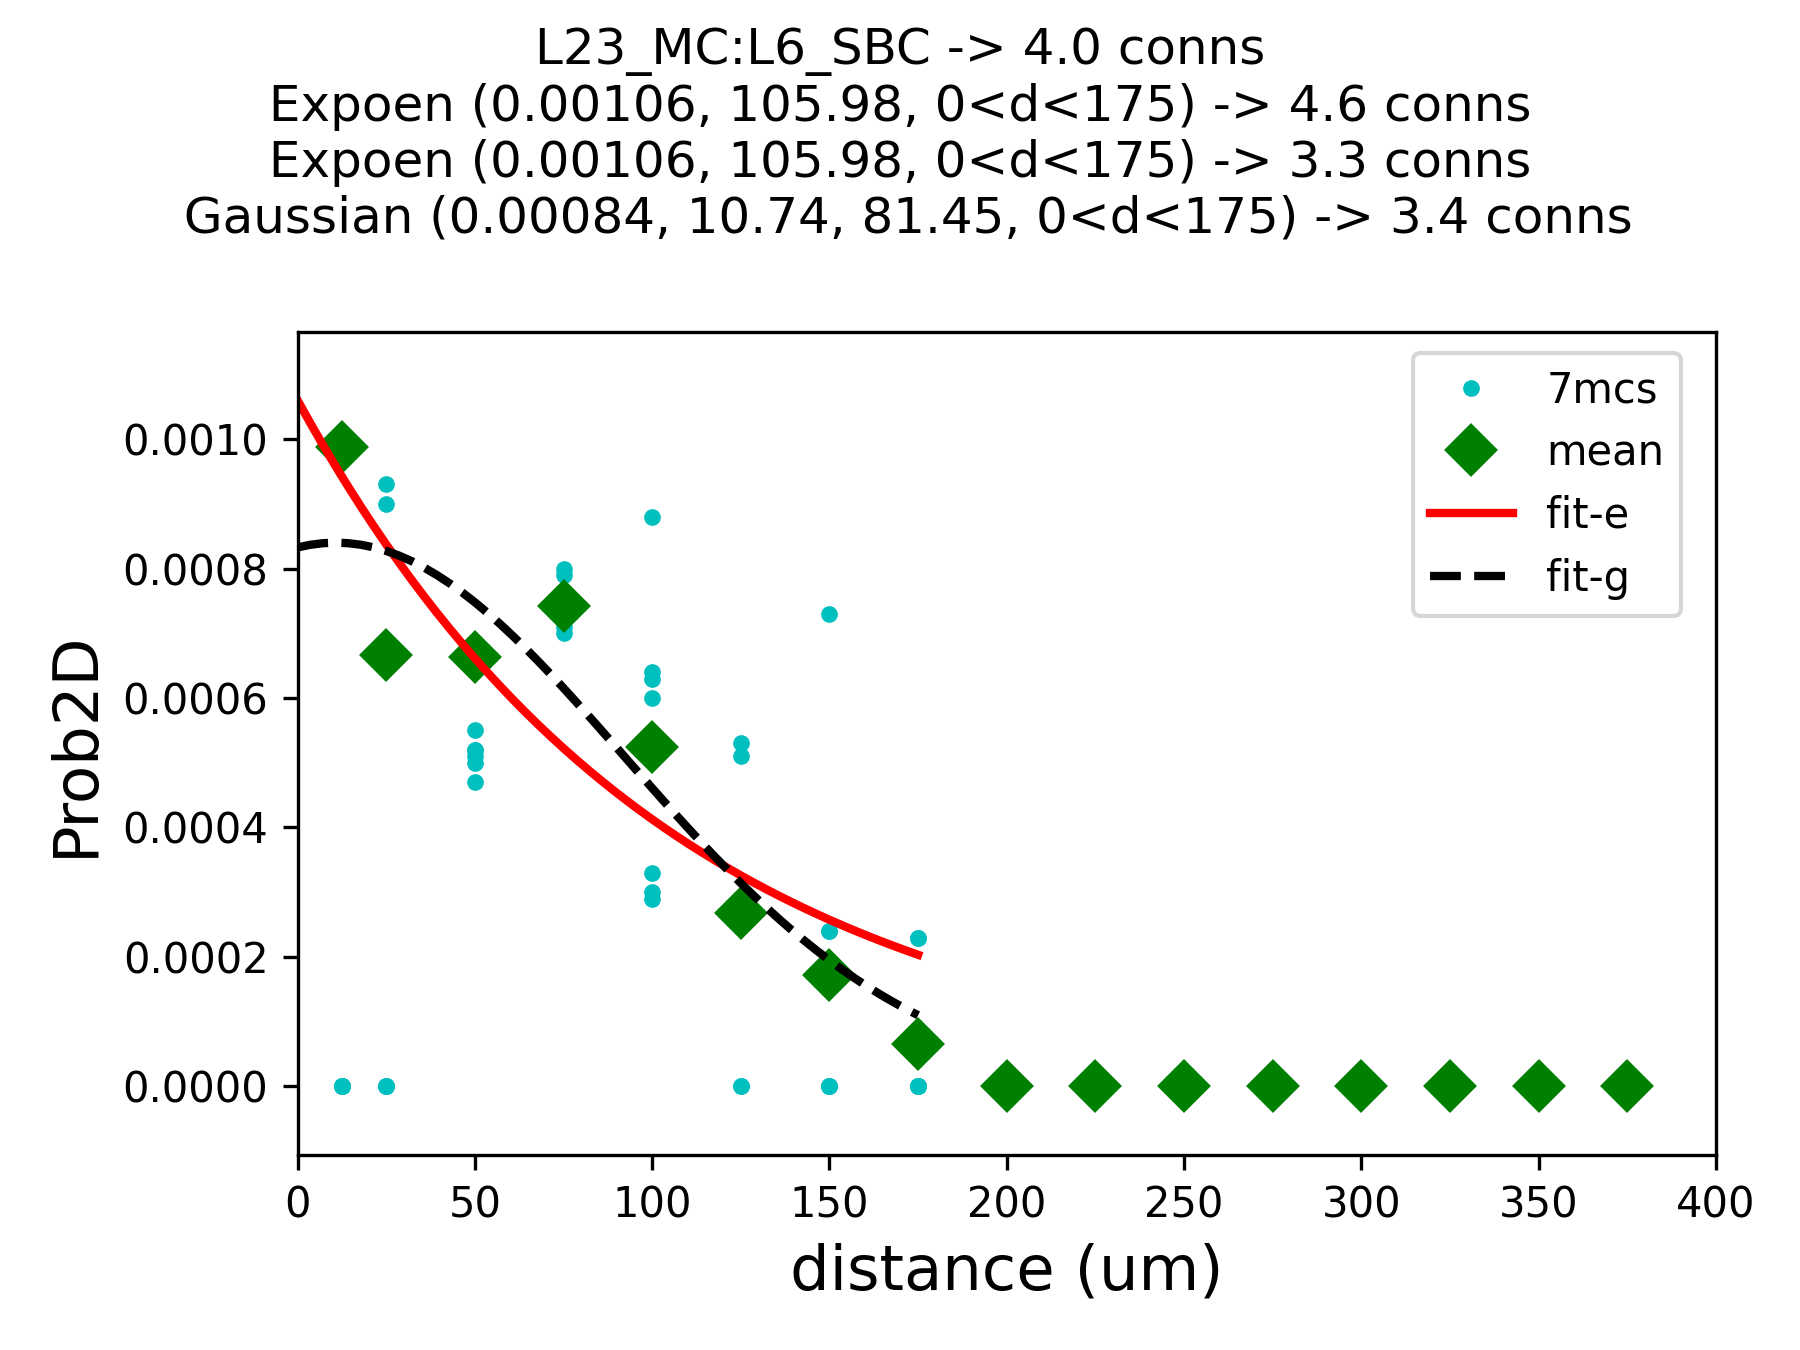 L23_MC:L6_SBC -> 4.0 conns
Expoen (0.00106, 105.98, 0<d<175) -> 4.6 conns
Expoen (0.00106, 105.98, 0<d<175) -> 3.3 conns
Gaussian (0.00084, 10.74, 81.45, 0<d<175) -> 3.4 conns
7mcs
mean
fit-e
fit-g
Prob2D
0.0010
0.0008
0.0006
0.0004
0.0002
0.0000
0 50 100 150 200 250 300 350 400
distance (um)